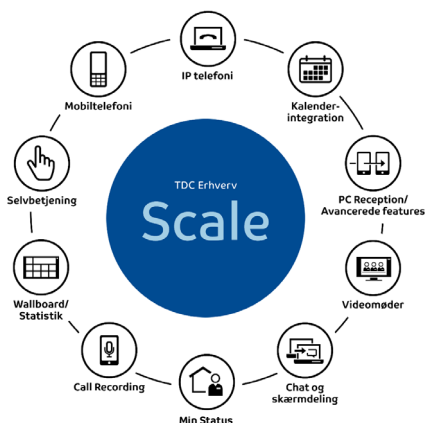 IP telefoni
Mobiltelefoni
Kalender-
integration
TDC Erhverv
Scale
Selvbetjening
PC Reception/
Avancerede features
Wallboard/
Statistik
Videomøder
Call Recording
Chat og
skærmdeling
Min Status